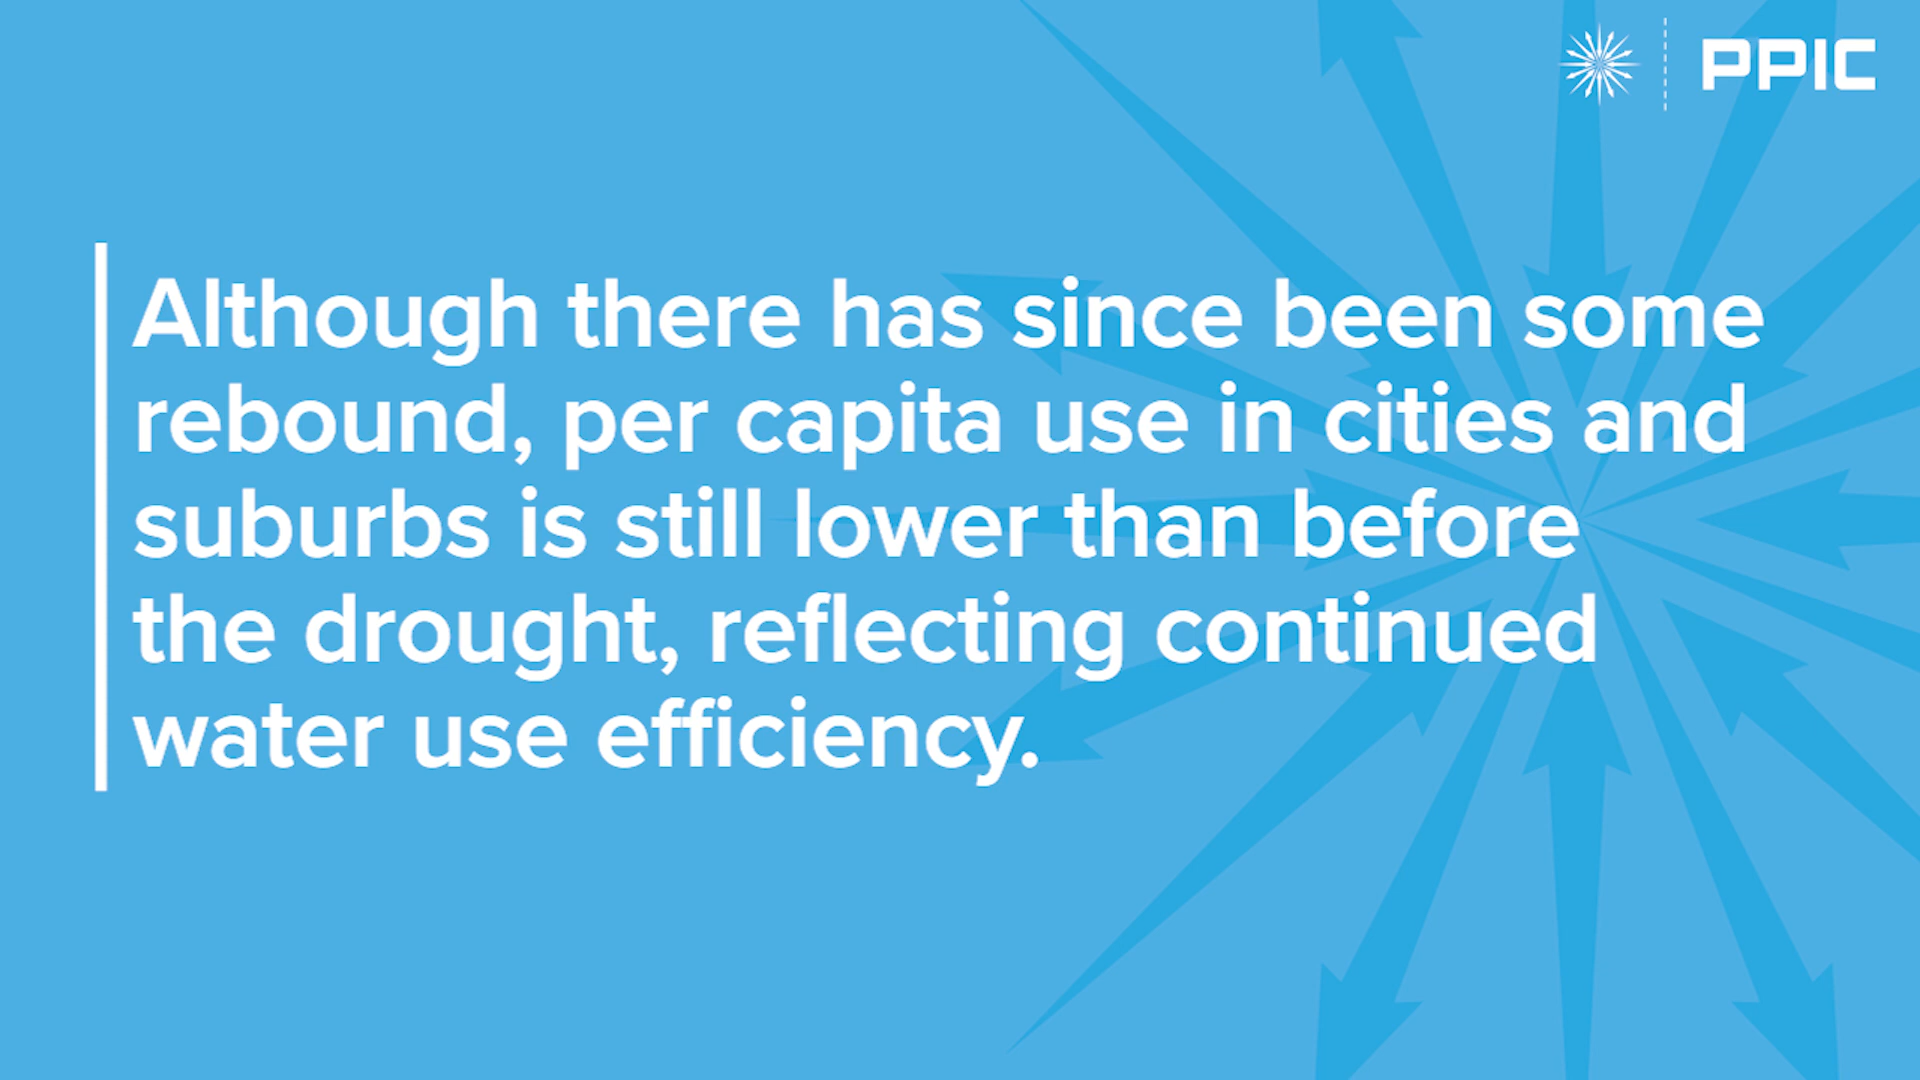 PPIC
Although there has since been some
rebound, per capita use in cities and
suburbs is still lower than before
the drought, reflecting continued
water use efficiency.